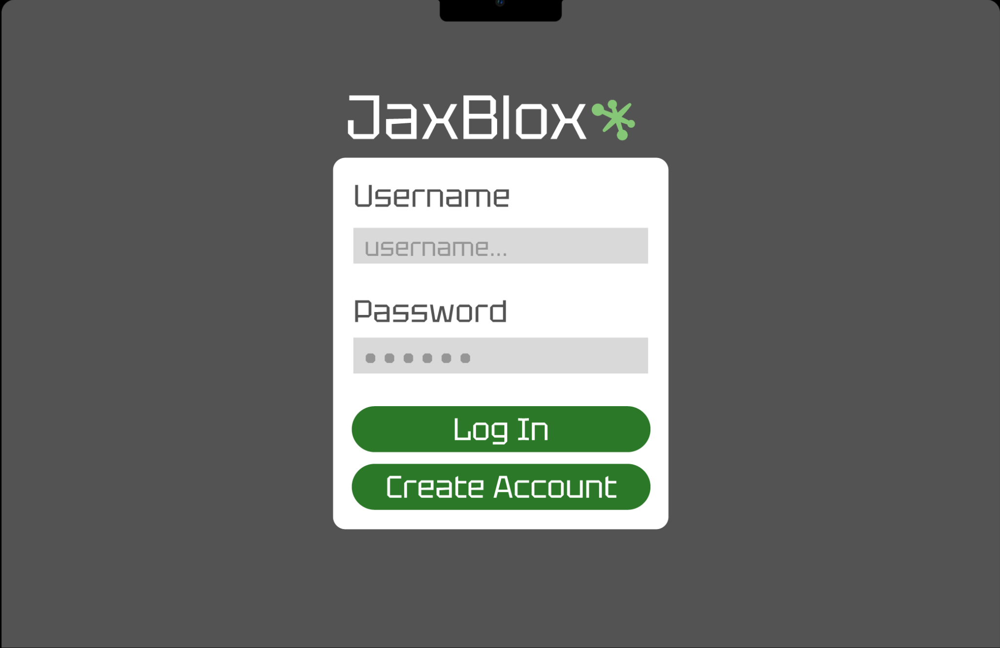 JaxBlox
Username
username...
Password
Log In
Create Account